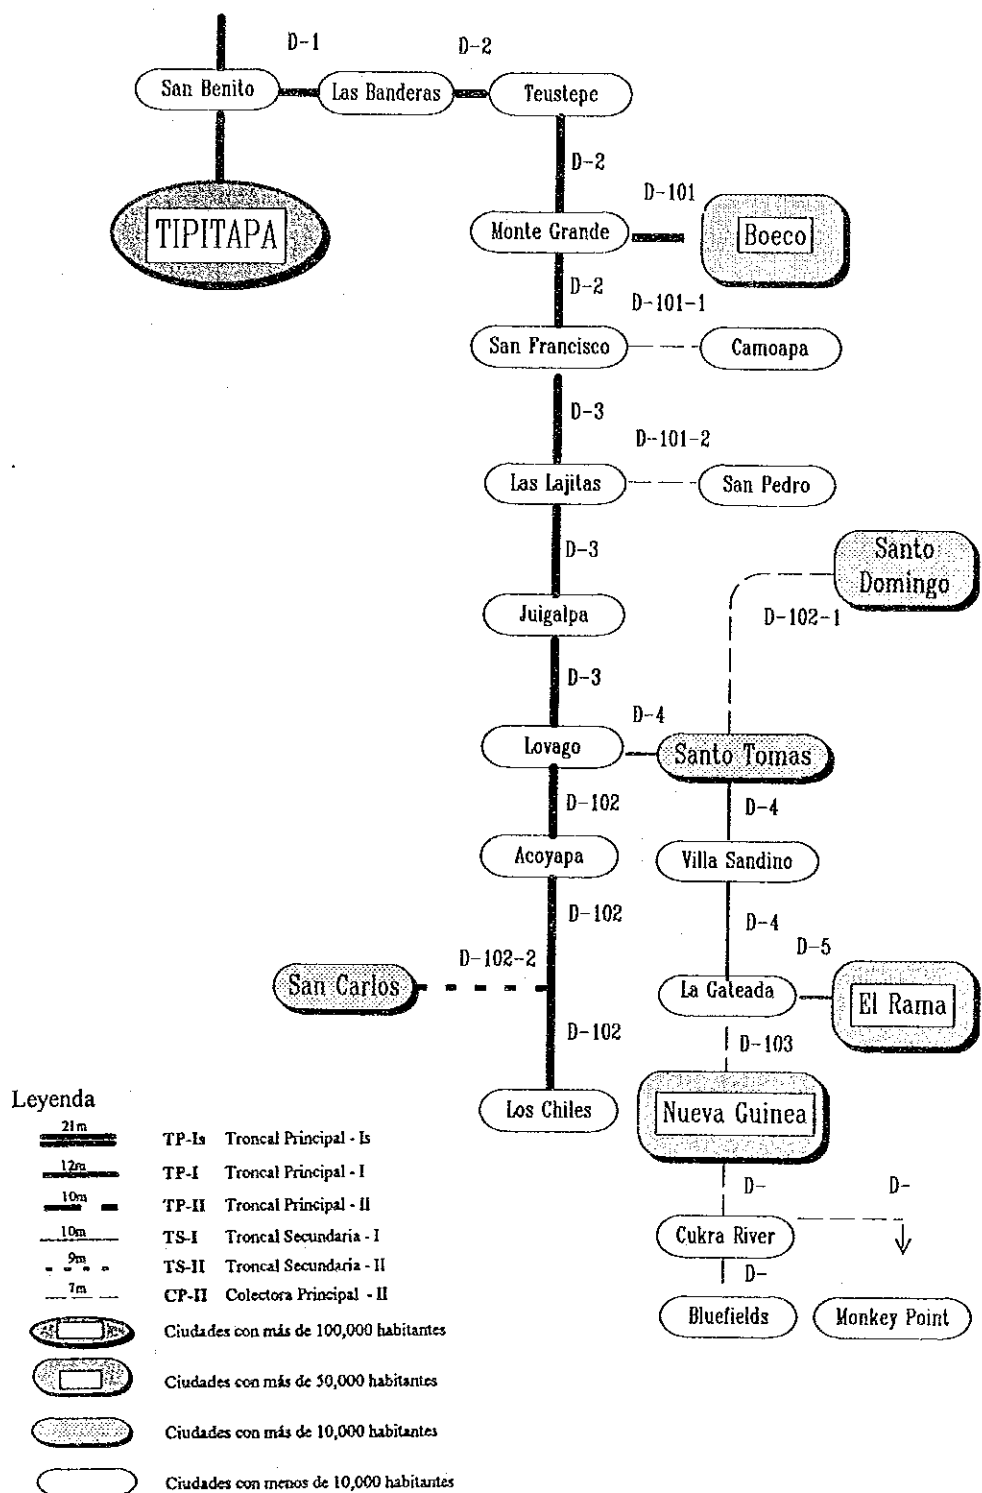 D-1
D-2
San Benito
Las Banderas
Teustepe
D-2
D-101
TIPITAPA
Monte Grande
Boeco
D-2
D-101-1
San Francisco
Camoapa
D-3
D-101-2
Las Lajitas
San Pedro
Santo
Domingo
D-3
Juigalpa
D-102-1
D-3
D-4
Lovago
Santo Tomas
D-102
D-4
Acoyapa
Villa Sandino
D-102
D-4
D-5
D-102-2
San Carlos
La Gateada
El Rama
D-102
D-103
Los Chiles
Nueva Guinea
D-
D-
Cukra River
D-
Bluefields
Monkey Point
Leyenda
21m
TP-Is Troncal Principal - Is
12m
TP-I Troncal Principal - I
10m
TP-II Troncal Principal - II
10m
TS-I Troncal Secundaria - I
9m
TS-II Troncal Secundaria - II
7m
CP-II Colectora Principal - II
Ciudades con más de 100,000 habitantes
Ciudades con más de 50,000 habitantes
Ciudades con más de 10,000 habitantes
Ciudades con menos de 10,000 habitantes